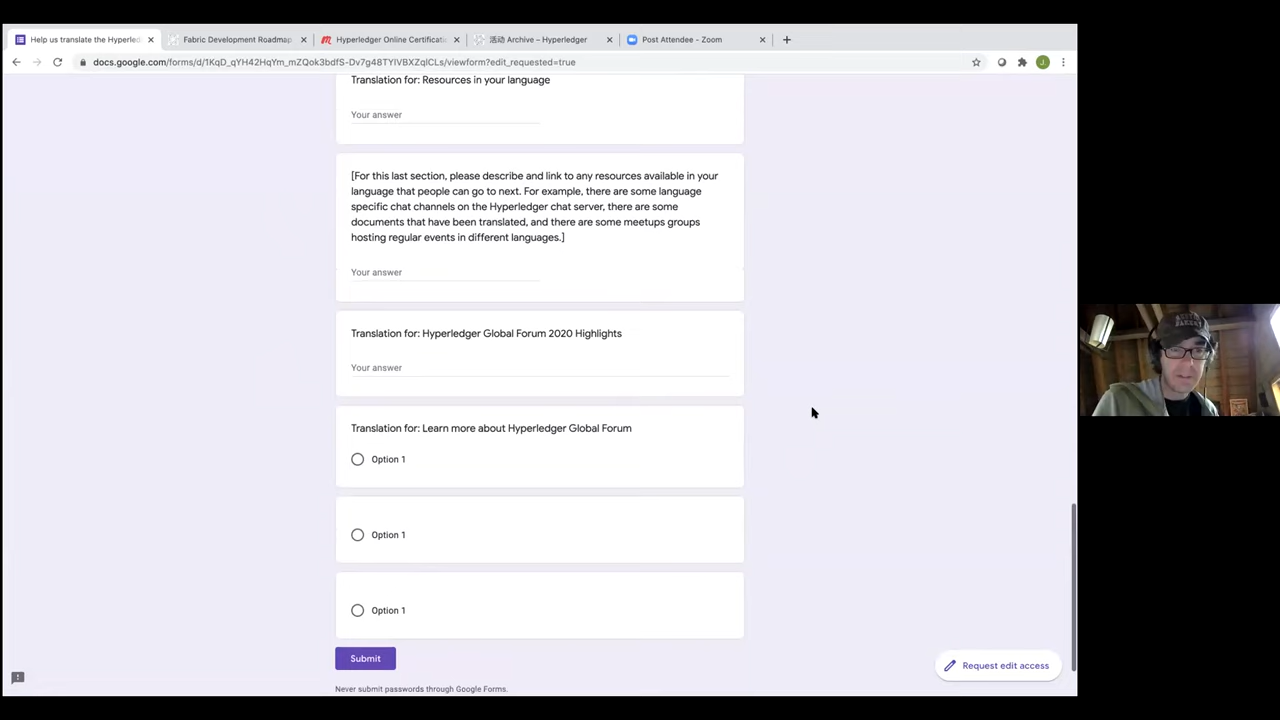 Help us translate the Hyperled
Fabric Development Roadmap
Hyperledger Online Certificati
活动 Archive – Hyperledger
Post Attendee - Zoom
docs.google.com/forms/d/1KqD_qYH42HqYm_mZQok3bdfS-Dv7g48TYIVBXZqlCLs/viewform?edit_requested=true
J
Translation for: Resources in your language
Your answer
[For this last section, please describe and link to any resources available in your
language that people can go to next. For example, there are some language
specific chat channels on the Hyperledger chat server, there are some
documents that have been translated, and there are some meetups groups
hosting regular events in different languages.]
Your answer
Translation for: Hyperledger Global Forum 2020 Highlights
Your answer
Translation for: Learn more about Hyperledger Global Forum
Option 1
Option 1
Option 1
Submit
Request edit access
Never submit passwords through Google Forms.